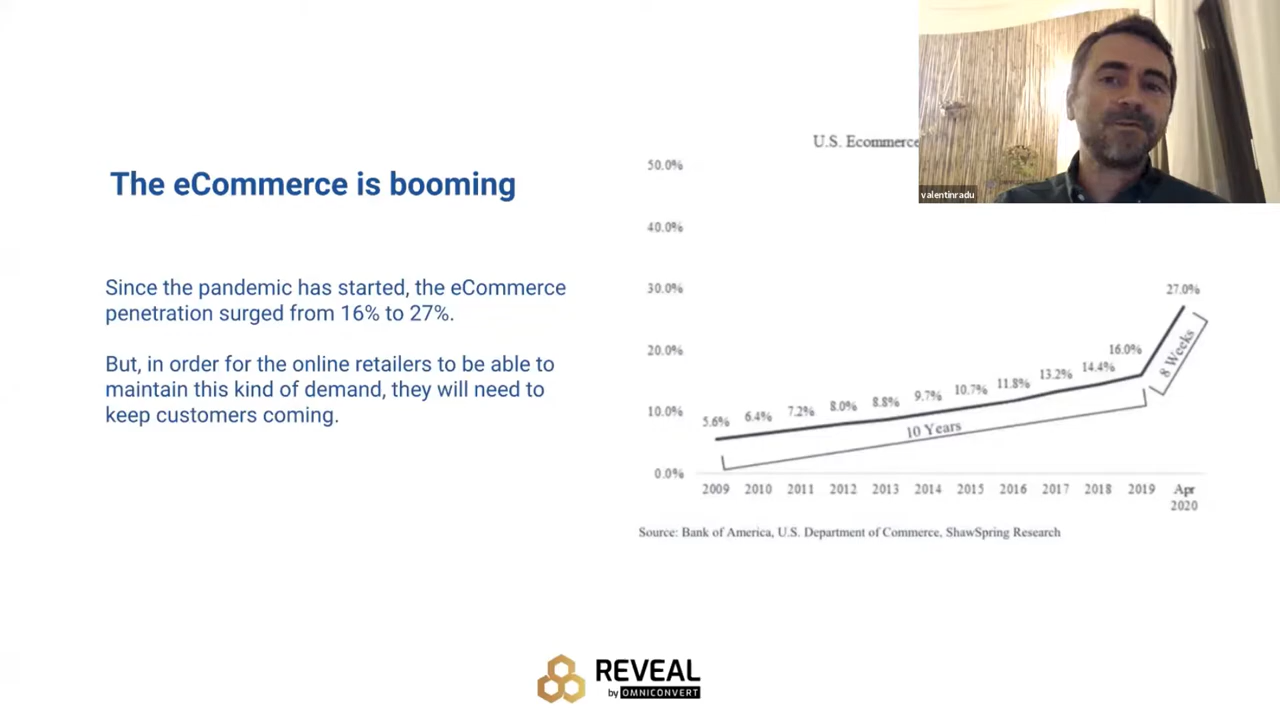 The eCommerce is booming
Since the pandemic has started, the eCommerce
penetration surged from 16% to 27%.
But, in order for the online retailers to be able to
maintain this kind of demand, they will need to
keep customers coming.
U.S. Ecommerce
50.0%
40.0%
30.0%
20.0%
10.0%
0.0%
5.6%
6.4%
7.2%
8.0%
8.8%
9.7%
10.7%
11.8%
13.2%
14.4%
16.0%
27.0%
10 Years
8 Weeks
2009 2010 2011 2012 2013 2014 2015 2016 2017 2018 2019 Apr
2020
Source: Bank of America, U.S. Department of Commerce, ShawSpring Research
valentinradu
REVEAL
by OMNICONVERT